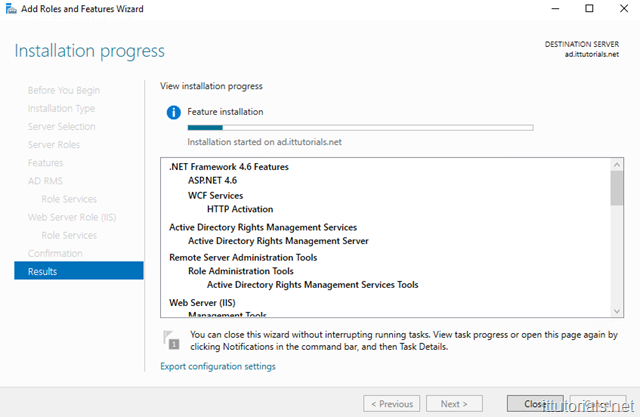 Add Roles and Features Wizard
Installation progress
DESTINATION SERVER
ad.ittutorials.net
Before You Begin
Installation Type
Server Selection
Server Roles
Features
AD RMS
Role Services
Web Server Role (IIS)
Role Services
Confirmation
Results
View installation progress
Feature installation
Installation started on ad.ittutorials.net
.NET Framework 4.6 Features
ASP.NET 4.6
WCF Services
HTTP Activation
Active Directory Rights Management Services
Active Directory Rights Management Server
Remote Server Administration Tools
Role Administration Tools
Active Directory Rights Management Services Tools
Web Server (IIS)
Management Tools
1
You can close this wizard without interrupting running tasks. View task progress or open this page again by
clicking Notifications in the command bar, and then Task Details.
Export configuration settings
< Previous
Next >
Close
ittutorials.net